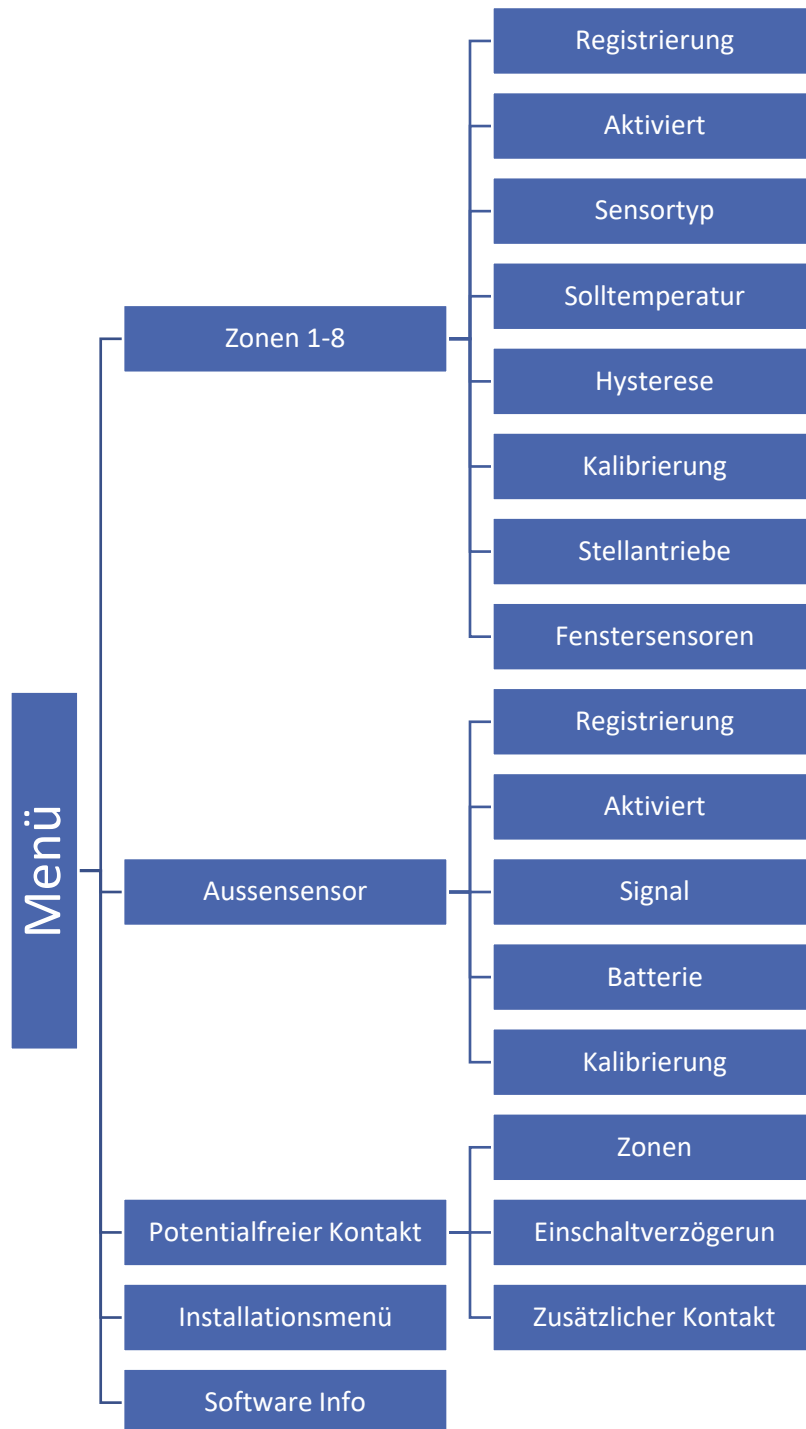 Menü
Zonen 1-8
Registrierung
Aktiviert
Sensortyp
Solltemperatur
Hysterese
Kalibrierung
Stellantriebe
Fenstersensoren
Aussensensor
Registrierung
Aktiviert
Signal
Batterie
Kalibrierung
Potentialfreier Kontakt
Zonen
Einschaltverzögerun
Zusätzlicher Kontakt
Installationsmenü
Software Info